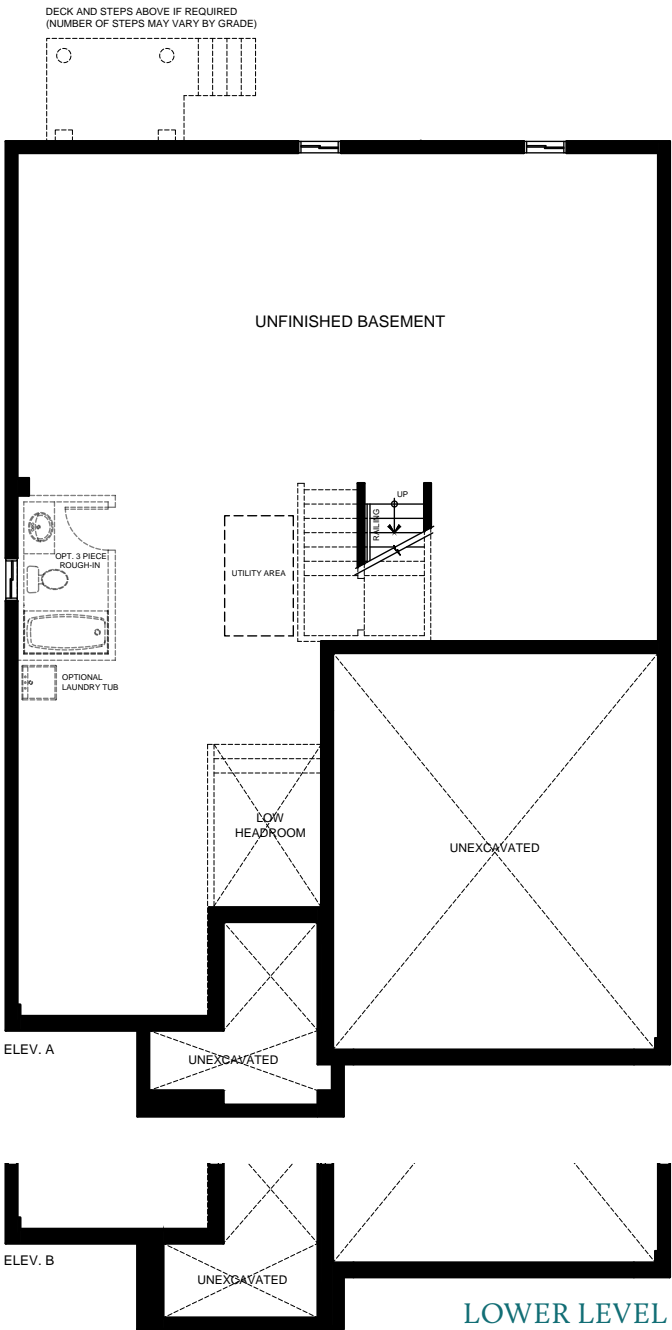 DECK AND STEPS ABOVE IF REQUIRED
(NUMBER OF STEPS MAY VARY BY GRADE)
UNFINISHED BASEMENT
UP
RAILING
OPT. 3 PIECE
ROUGH-IN
UTILITY AREA
OPTIONAL
LAUNDRY TUB
LOW
HEADROOM
UNEXCAVATED
ELEV. A
UNEXCAVATED
ELEV. B
UNEXCAVATED
LOWER LEVEL